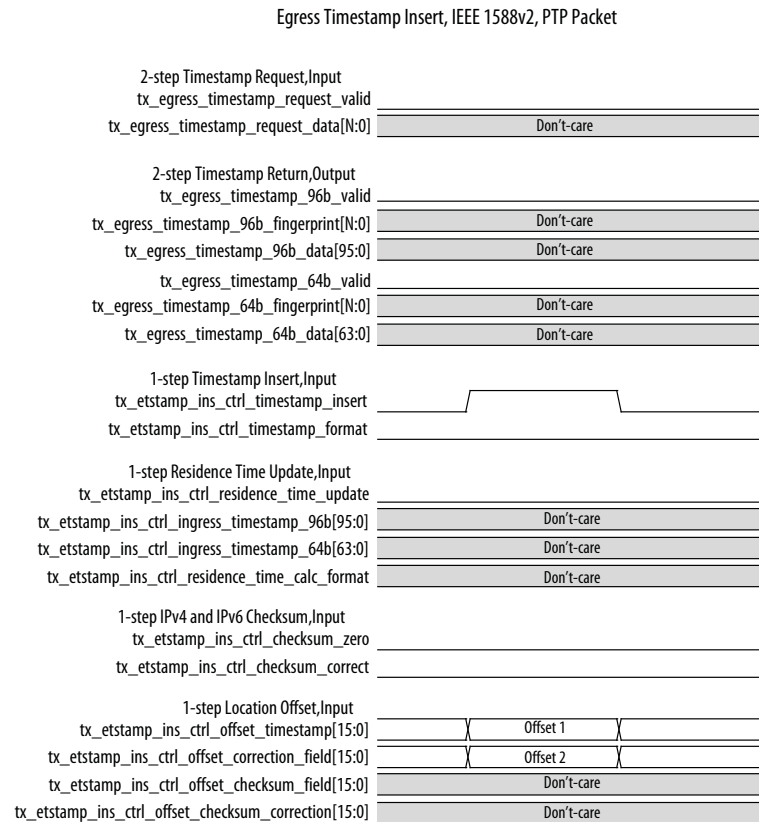 Egress Timestamp Insert, IEEE 1588v2, PTP Packet
2-step Timestamp Request,Input
tx_egress_timestamp_request_valid
tx_egress_timestamp_request_data[N:0] Don't-care
2-step Timestamp Return,Output
tx_egress_timestamp_96b_valid
tx_egress_timestamp_96b_fingerprint[N:0] Don't-care
tx_egress_timestamp_96b_data[95:0] Don't-care
tx_egress_timestamp_64b_valid
tx_egress_timestamp_64b_fingerprint[N:0] Don't-care
tx_egress_timestamp_64b_data[63:0] Don't-care
1-step Timestamp Insert,Input
tx_etstamp_ins_ctrl_timestamp_insert
tx_etstamp_ins_ctrl_timestamp_format
1-step Residence Time Update,Input
tx_etstamp_ins_ctrl_residence_time_update
tx_etstamp_ins_ctrl_ingress_timestamp_96b[95:0] Don't-care
tx_etstamp_ins_ctrl_ingress_timestamp_64b[63:0] Don't-care
tx_etstamp_ins_ctrl_residence_time_calc_format Don't-care
1-step IPv4 and IPv6 Checksum,Input
tx_etstamp_ins_ctrl_checksum_zero
tx_etstamp_ins_ctrl_checksum_correct
1-step Location Offset,Input
tx_etstamp_ins_ctrl_offset_timestamp[15:0] Offset 1
tx_etstamp_ins_ctrl_offset_correction_field[15:0] Offset 2
tx_etstamp_ins_ctrl_offset_checksum_field[15:0] Don't-care
tx_etstamp_ins_ctrl_offset_checksum_correction[15:0] Don't-care